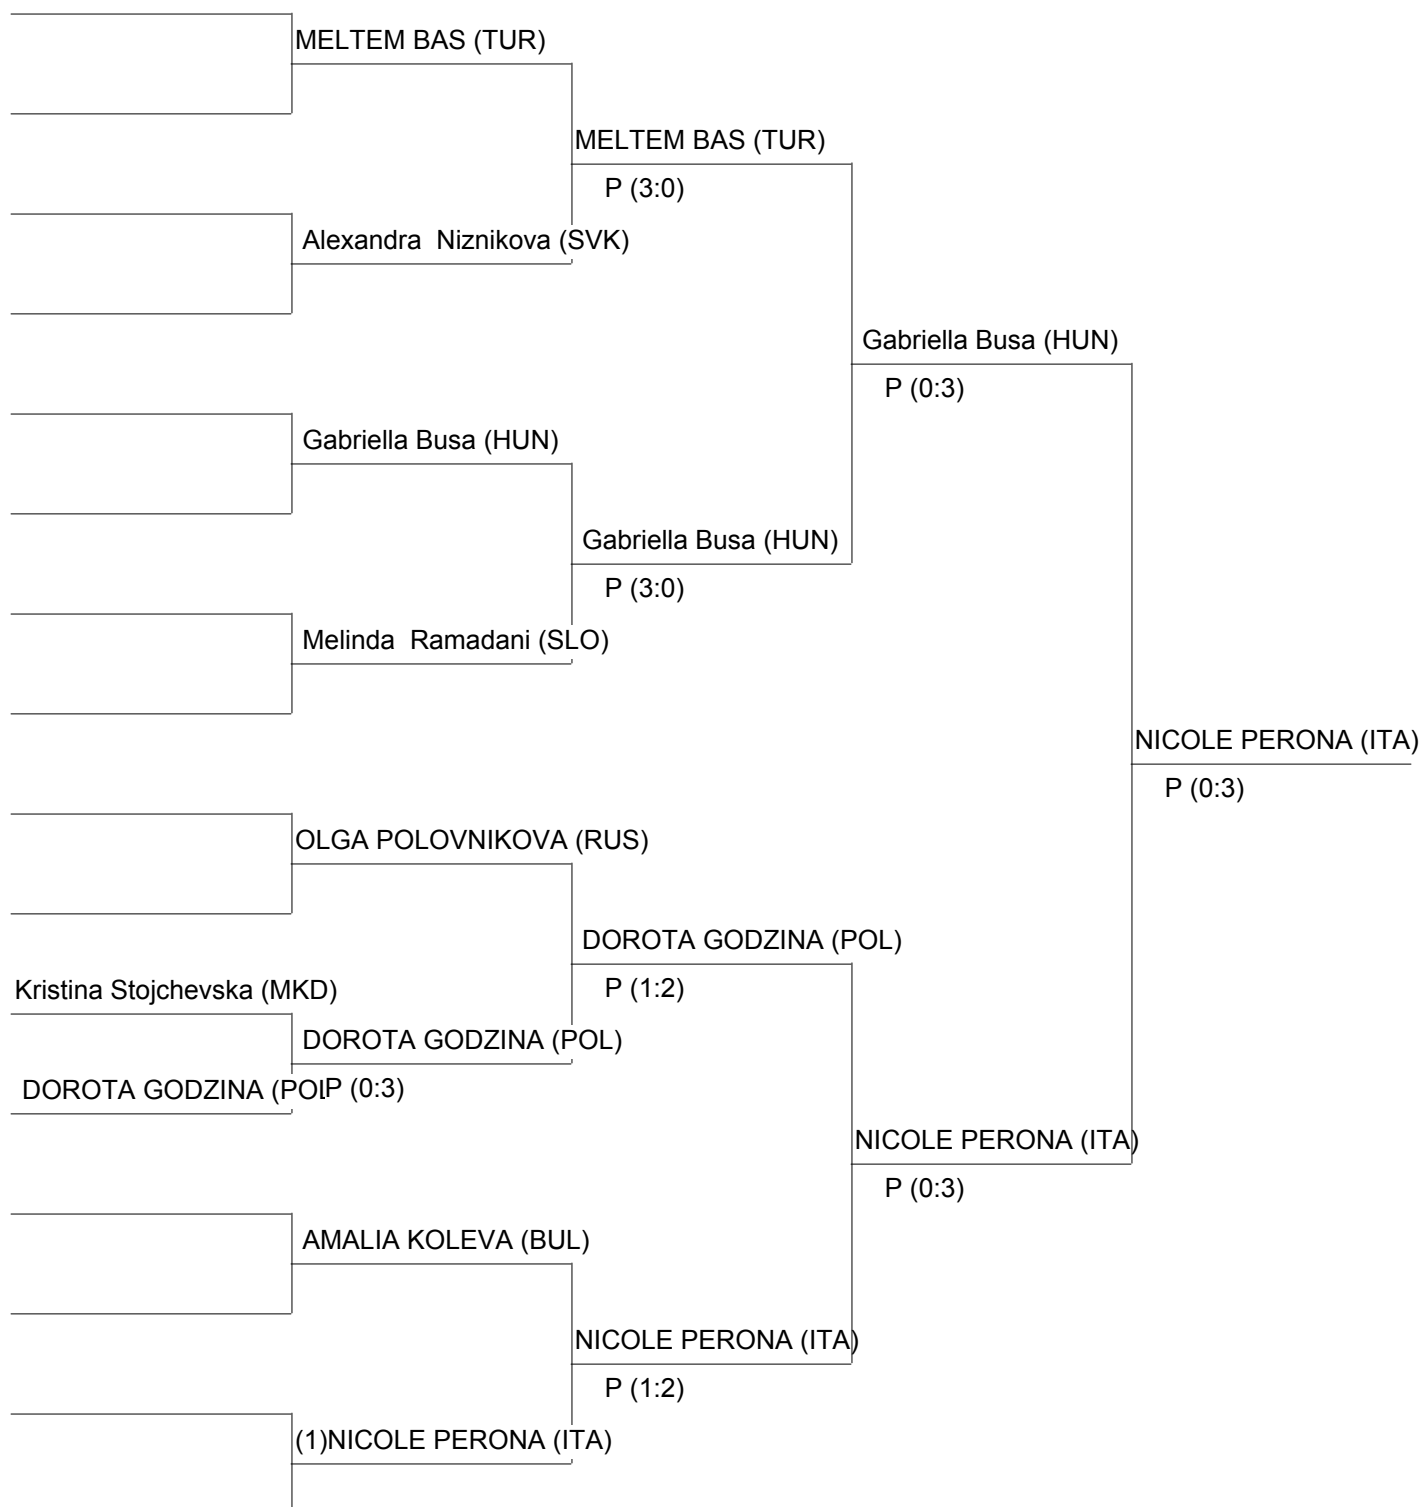 MELTEM BAS (TUR)
MELTEM BAS (TUR)
P (3:0)
Alexandra Niznikova (SVK)
Gabriella Busa (HUN)
P (0:3)
Gabriella Busa (HUN)
Gabriella Busa (HUN)
P (3:0)
Melinda Ramadani (SLO)
NICOLE PERONA (ITA)
P (0:3)
OLGA POLOVNIKOVA (RUS)
DOROTA GODZINA (POL)
P (1:2)
Kristina Stojchevska (MKD)
DOROTA GODZINA (POL)
DOROTA GODZINA (POL
P (0:3)
NICOLE PERONA (ITA)
P (0:3)
AMALIA KOLEVA (BUL)
NICOLE PERONA (ITA)
P (1:2)
(1)NICOLE PERONA (ITA)